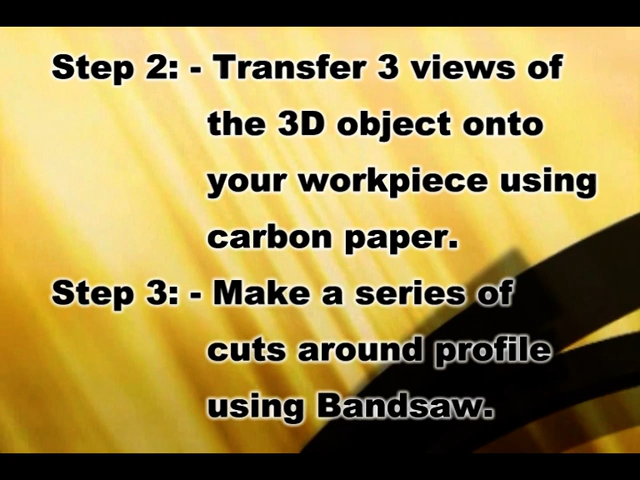 Step 2: - Transfer 3 views of
the 3D object onto
your workpiece using
carbon paper.
Step 3: - Make a series of
cuts around profile
using Bandsaw.